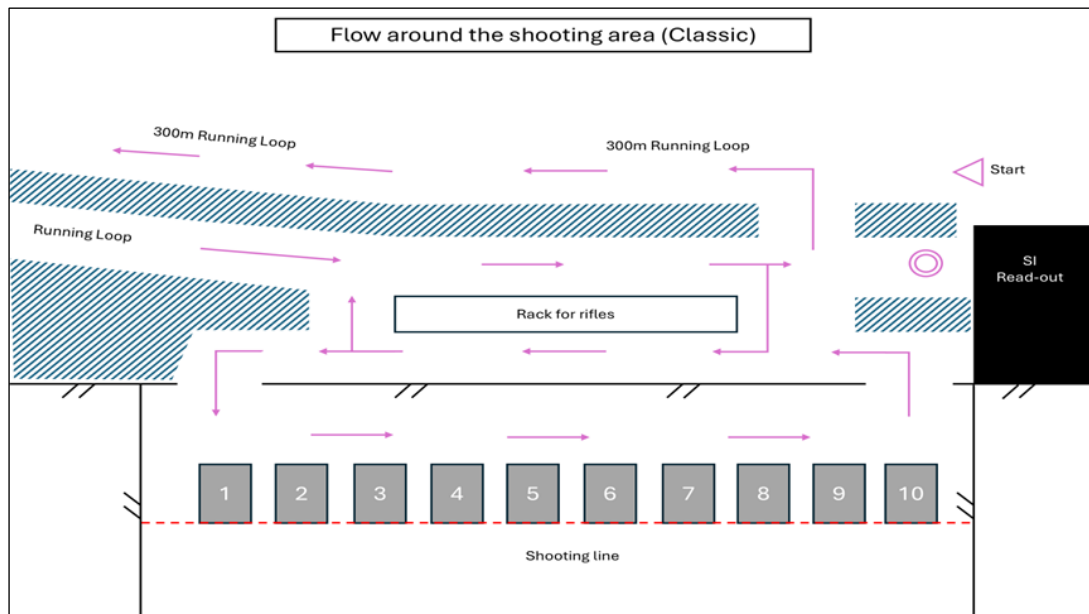 Flow around the shooting area (Classic)
300m Running Loop
300m Running Loop
Start
Running Loop
SI
Read-out
Rack for rifles
1
2
3
4
5
6
7
8
9
10
Shooting line